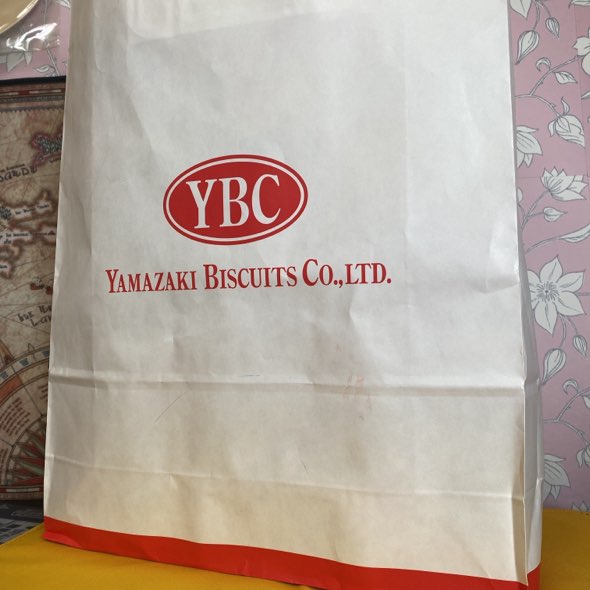 YBC
YAMAZAKI BISCUITS CO.,LTD.